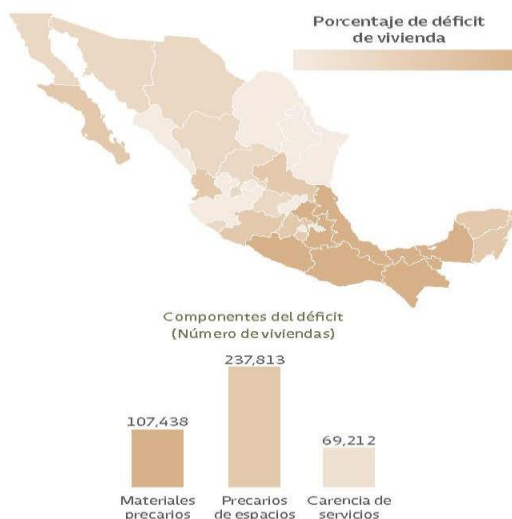 Porcentaje de déficit
de vivienda
Componentes del déficit
(Número de viviendas)
237,813
107,438
69,212
Materiales
precarios
Precarios
de espacios
Carencia de
servicios